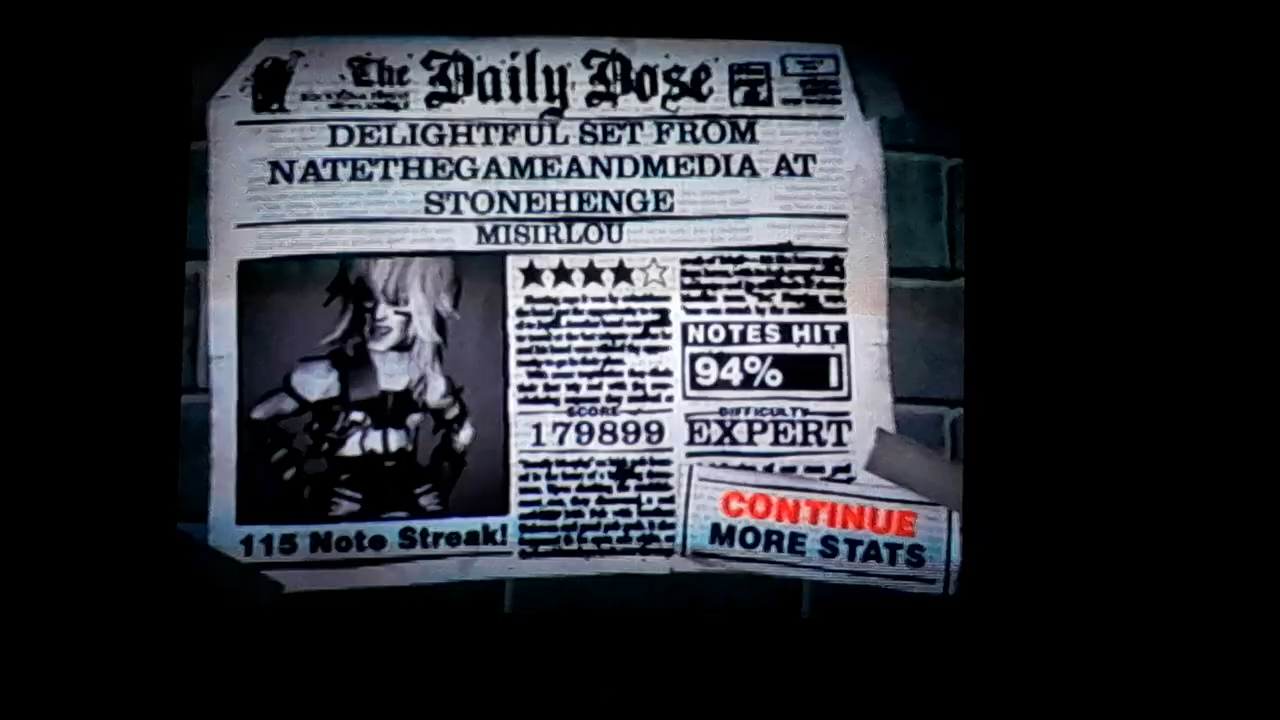 The Daily Dose
DELIGHTFUL SET FROM
NATETHEGAMEANDMEDIA AT
STONEHENGE
MISIRLOU
NOTES HIT
94%
SCORE
179899
DIFFICULTY
EXPERT
115 Note Streak!
CONTINUE
MORE STATS